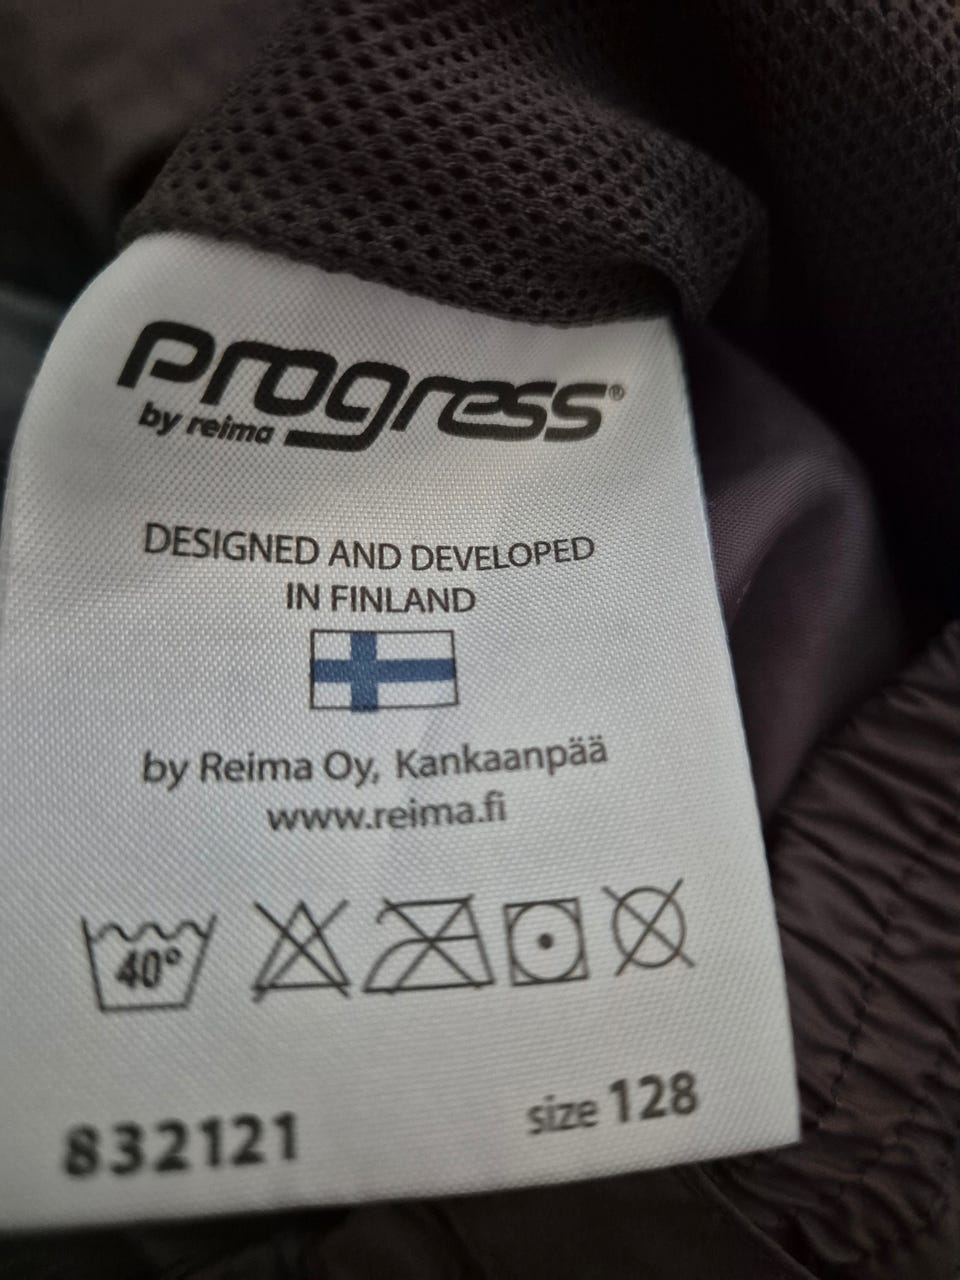 progress®
by reima
DESIGNED AND DEVELOPED
IN FINLAND
by Reima Oy, Kankaanpää
www.reima.fi
40°
832121 size 128